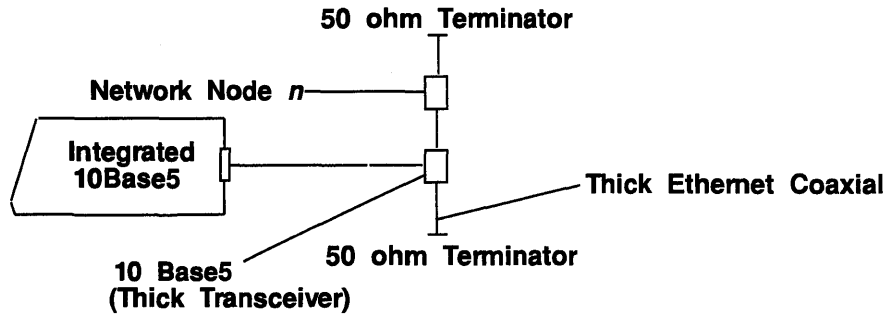 50 ohm Terminator
Network Node n
Integrated
10Base5
Thick Ethernet Coaxial
50 ohm Terminator
10 Base5
(Thick Transceiver)